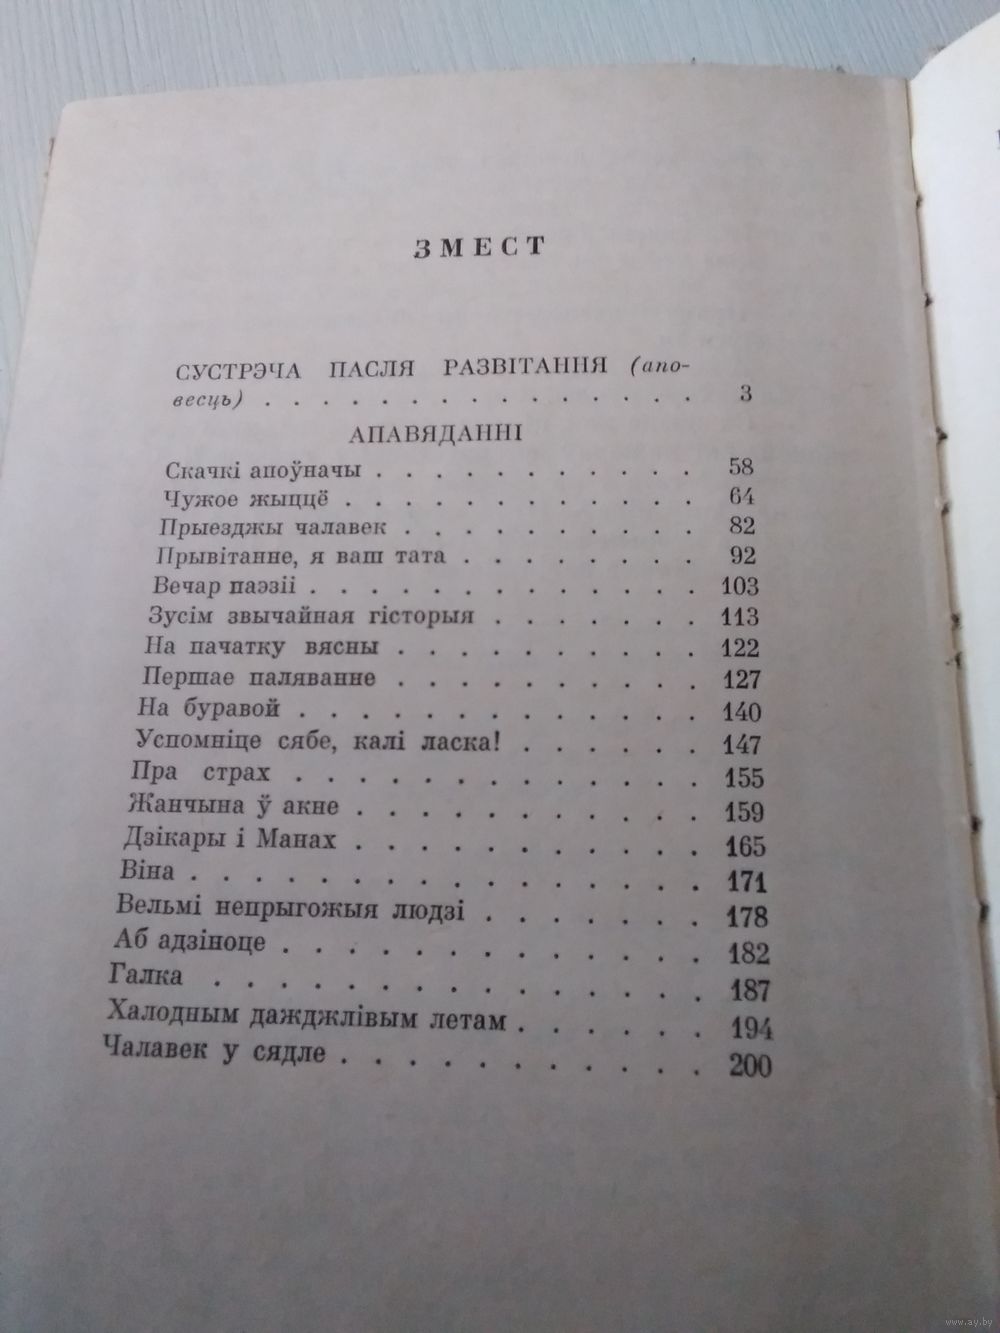 ЗМЕСТ
СУСТРЭЧА ПАСЛЯ РАЗВІТАННЯ (апо-
весць) . . . . . . . . . . . . . . . 3
АПАВЯДАННІ
Скачкі апоўначы . . . . . . . . . . . 58
Чужое жыццё . . . . . . . . . . . . 64
Прыезджы чалавек . . . . . . . . . . 82
Прывітанне, я ваш тата . . . . . . . . 92
Вечар паэзіі . . . . . . . . . . . . . 103
Зусім звычайная гісторыя . . . . . . . 113
На пачатку вясны . . . . . . . . . . 122
Першае паляванне . . . . . . . . . . 127
На буравой . . . . . . . . . . . . . 140
Успомніце сябе, калі ласка! . . . . . . 147
Пра страх . . . . . . . . . . . . . 155
Жанчына ў акне . . . . . . . . . . . 159
Дзікары і Манах . . . . . . . . . . . 165
Віна . . . . . . . . . . . . . . . . 171
Вельмі непрыгожыя людзі . . . . . . . 178
Аб адзіноце . . . . . . . . . . . . . 182
Галка . . . . . . . . . . . . . . . 187
Халодным дажджлівым летам . . . . . . 194
Чалавек у сядле . . . . . . . . . . . 200
www.ay.by